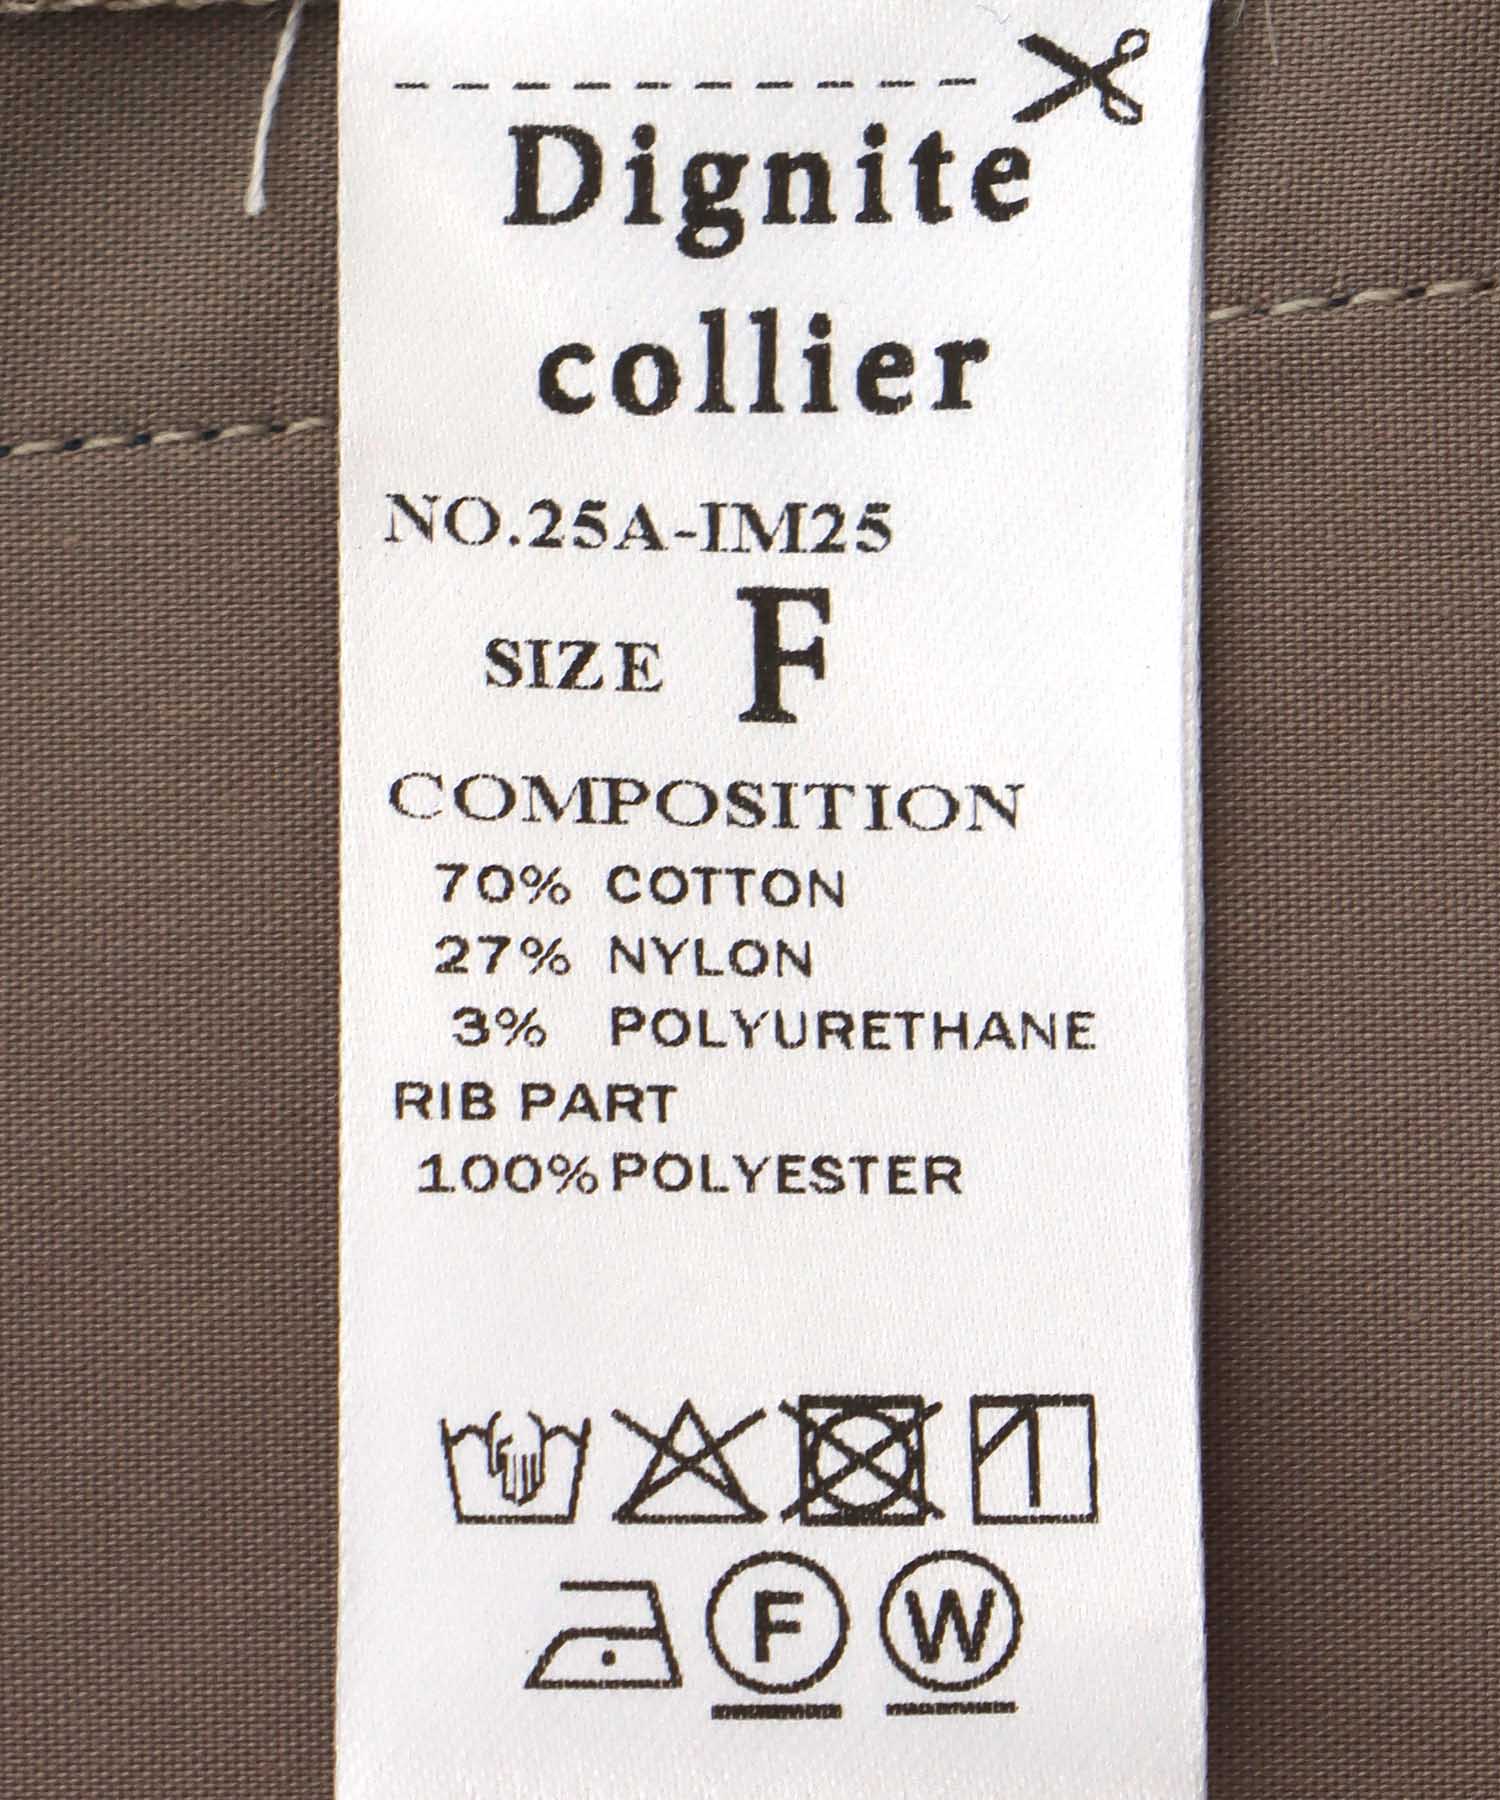 Dignite
collier
NO.25A-IM25
SIZE F
COMPOSITION
70% COTTON
27% NYLON
3% POLYURETHANE
RIB PART
100% POLYESTER
F W